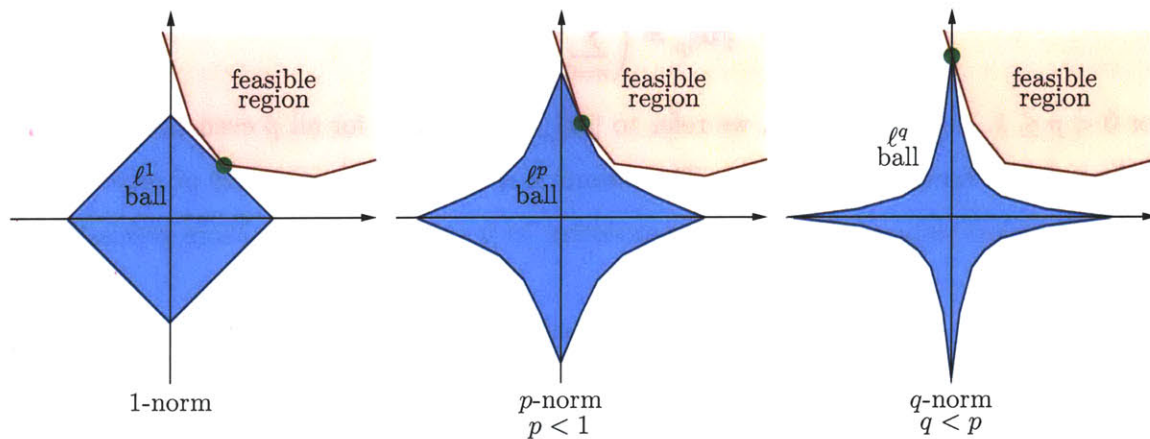 feasible
region
ℓ¹
ball
1-norm
feasible
region
ℓᵖ
ball
p-norm
p < 1
feasible
region
ℓ^q
ball
q-norm
q < p